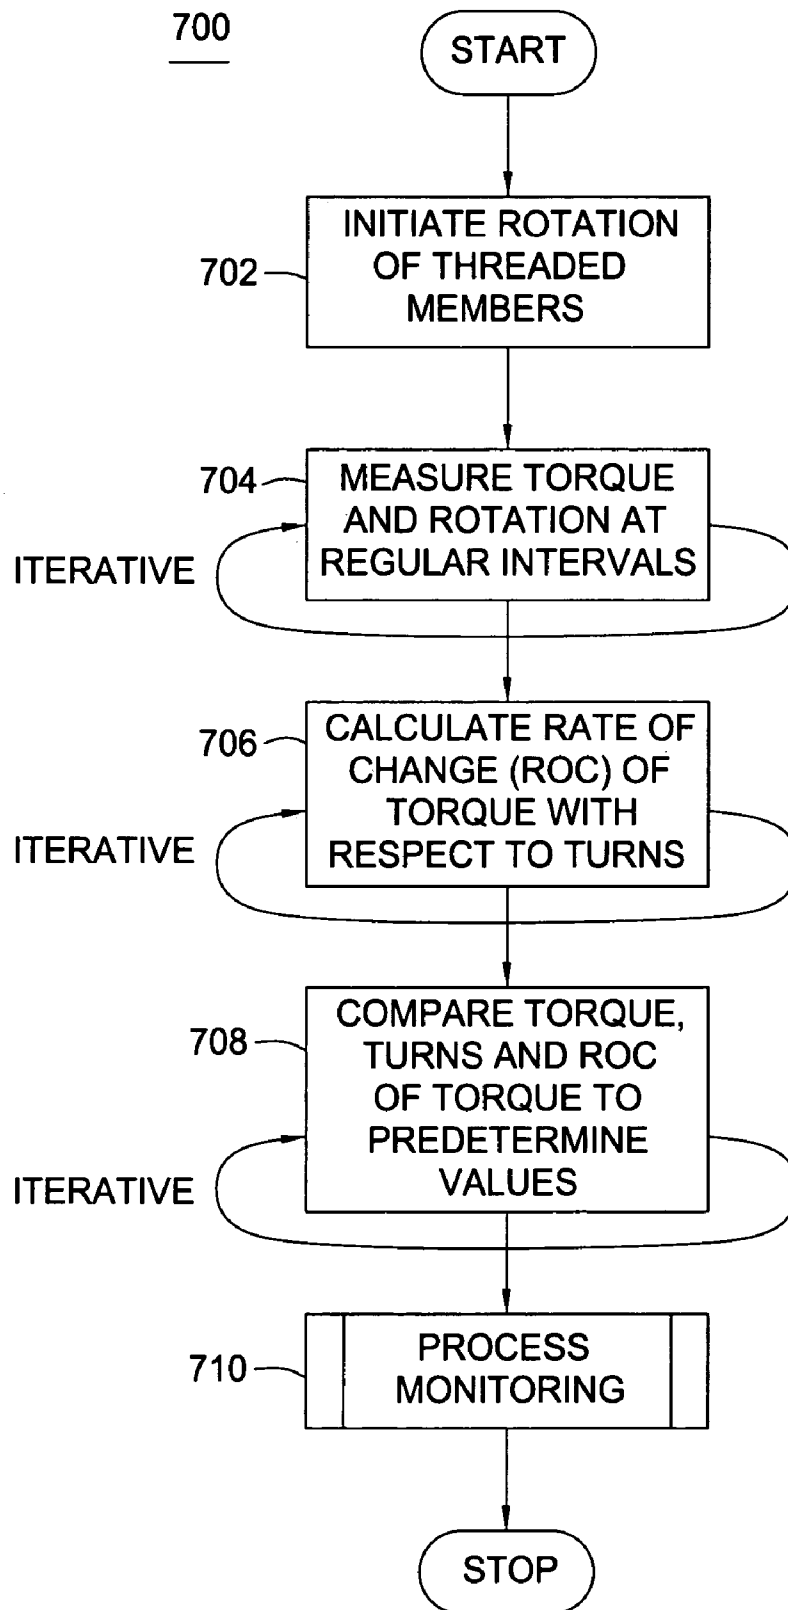 700
START
702
INITIATE ROTATION
OF THREADED
MEMBERS
704
MEASURE TORQUE
AND ROTATION AT
REGULAR INTERVALS
ITERATIVE
706
CALCULATE RATE OF
CHANGE (ROC) OF
TORQUE WITH
RESPECT TO TURNS
ITERATIVE
708
COMPARE TORQUE,
TURNS AND ROC
OF TORQUE TO
PREDETERMINE
VALUES
ITERATIVE
710
PROCESS
MONITORING
STOP